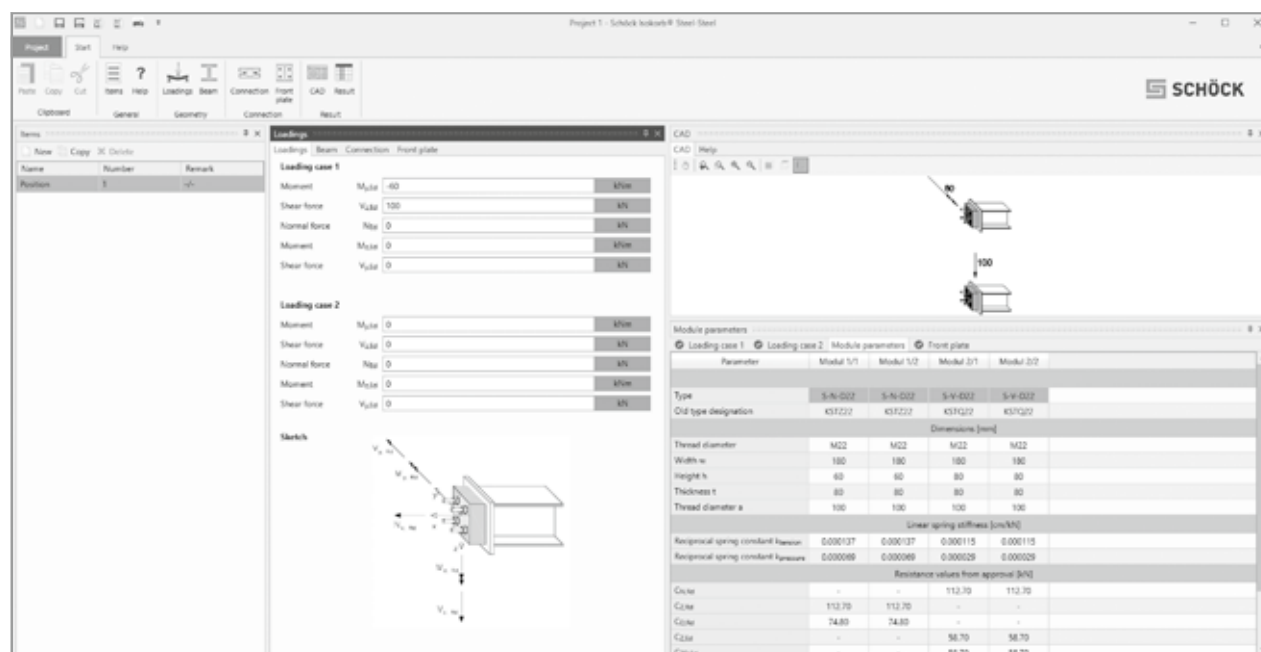 Project 1 - Schöck Isokorb® Steel-Steel
Project Start Help
Paste Copy Cut Items Help Loadings Beam Connection Front plate CAD Result
Clipboard General Geometry Connection Result
SCHÖCK
Items
New Copy Delete
Name Number Remark
Position 1 -/-
Loadings
Loadings Beam Connection Front plate
Loading case 1
Moment -60 kNm
Shear force 100 kN
Normal force 0 kN
Moment 0 kNm
Shear force 0 kN
Loading case 2
Moment 0 kNm
Shear force 0 kN
Normal force 0 kN
Moment 0 kNm
Shear force 0 kN
Sketch
CAD
CAD Help
100
Module parameters
Loading case 1 Loading case 2 Module parameters Front plate
Parameter Modul 1/1 Modul 1/2 Modul 2/1 Modul 2/2
Type S-N-D22 S-N-D22 S-V-D22 S-V-D22
Old type designation KSTZ22 KSTZ22 KSTQ22 KSTQ22
Dimensions [mm]
Thread diameter M22 M22 M22 M22
Width w 180 180 180 180
Height h 60 60 80 80
Thickness t 80 80 80 80
Thread diameter a 100 100 100 100
Linear spring stiffness [cm/kN]
Reciprocal spring constant ktension 0.000137 0.000137 0.000115 0.000115
Reciprocal spring constant kpressure 0.000069 0.000069 0.000029 0.000029
Resistance values from approval [kN]
- - 112.70 112.70
112.70 112.70 - -
74.80 74.80 - -
- - 58.70 58.70